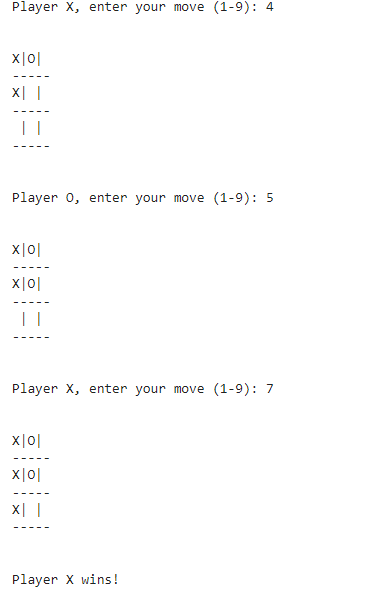 Player X, enter your move (1-9): 4
X|O|
-----
X| |
-----
 | |
-----
Player O, enter your move (1-9): 5
X|O|
-----
X|O|
-----
 | |
-----
Player X, enter your move (1-9): 7
X|O|
-----
X|O|
-----
X| |
-----
Player X wins!